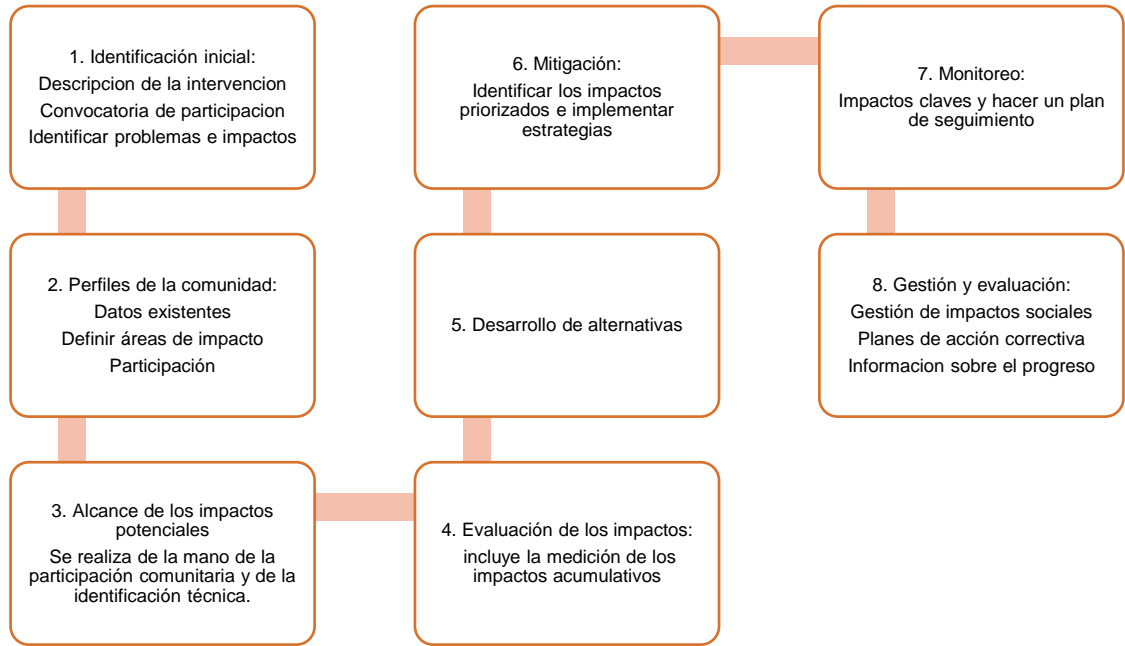 1. Identificación inicial:
Descripcion de la intervencion
Convocatoria de participacion
Identificar problemas e impactos
2. Perfiles de la comunidad:
Datos existentes
Definir áreas de impacto
Participación
3. Alcance de los impactos
potenciales
Se realiza de la mano de la
participación comunitaria y de la
identificación técnica.
4. Evaluación de los impactos:
incluye la medición de los
impactos acumulativos
5. Desarrollo de alternativas
6. Mitigación:
Identificar los impactos
priorizados e implementar
estrategias
7. Monitoreo:
Impactos claves y hacer un plan
de seguimiento
8. Gestión y evaluación:
Gestión de impactos sociales
Planes de acción correctiva
Informacion sobre el progreso